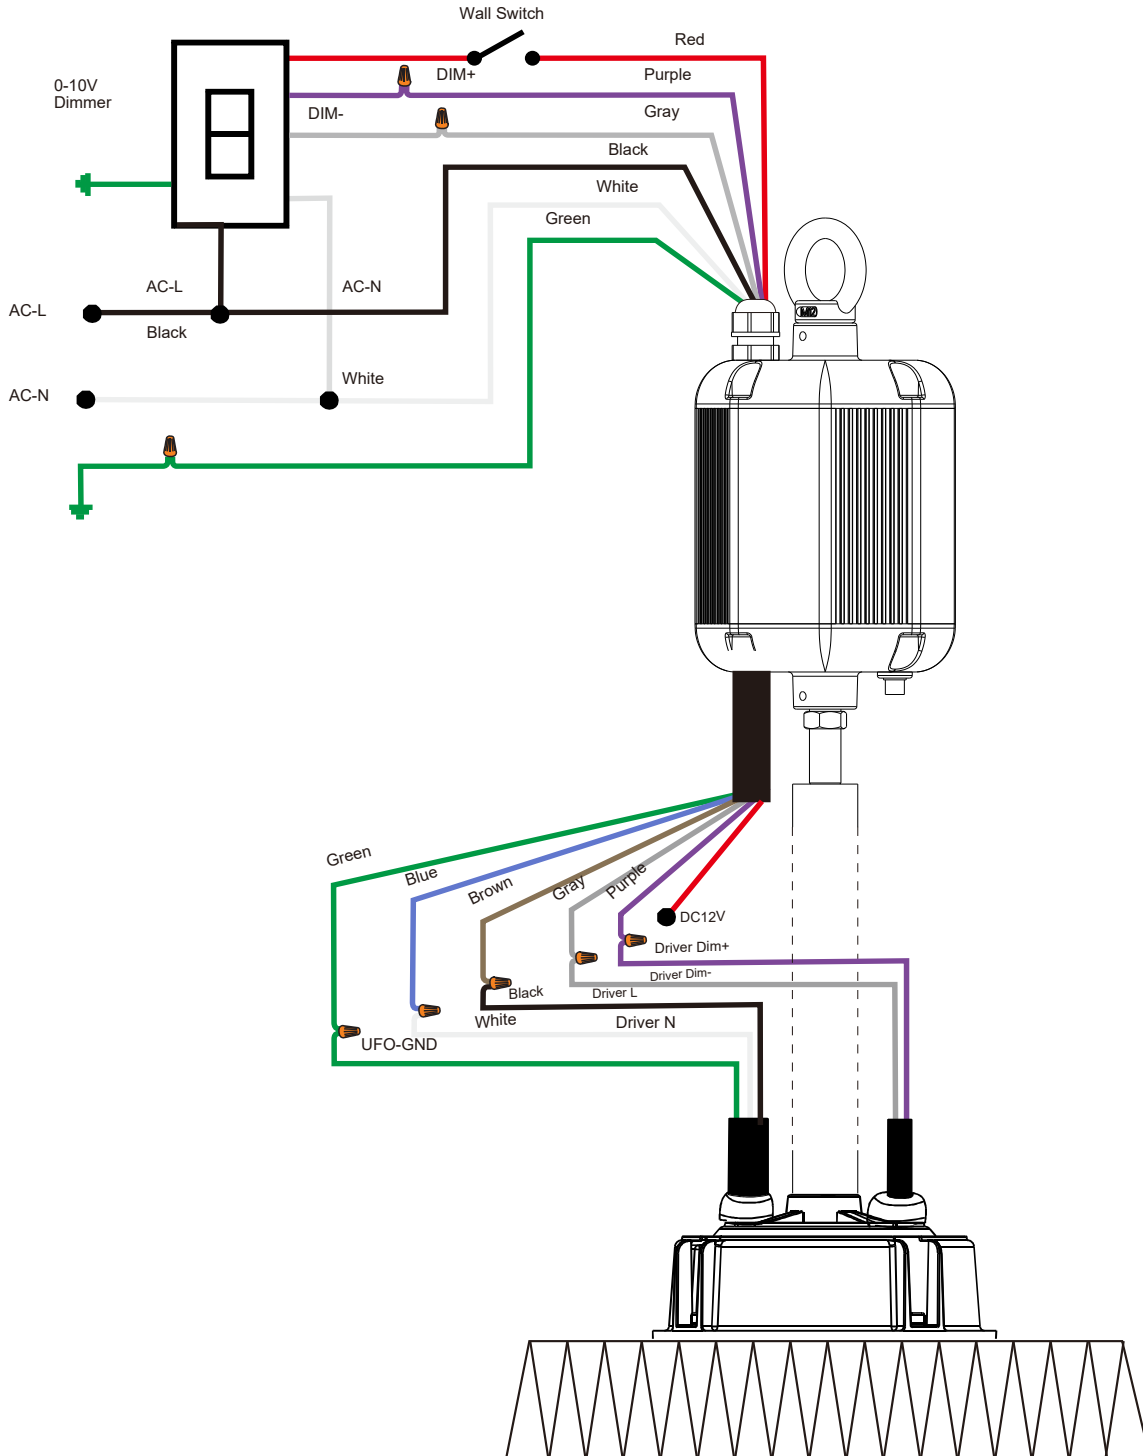 Wall Switch
Red
0-10V
Dimmer
DIM+
Purple
DIM-
Gray
Black
White
Green
AC-L
AC-N
AC-L
Black
White
AC-N
Green
Blue
Brown
Gray
Purple
DC12V
Driver Dim+
Driver Dim-
Black
Driver L
White
Driver N
UFO-GND